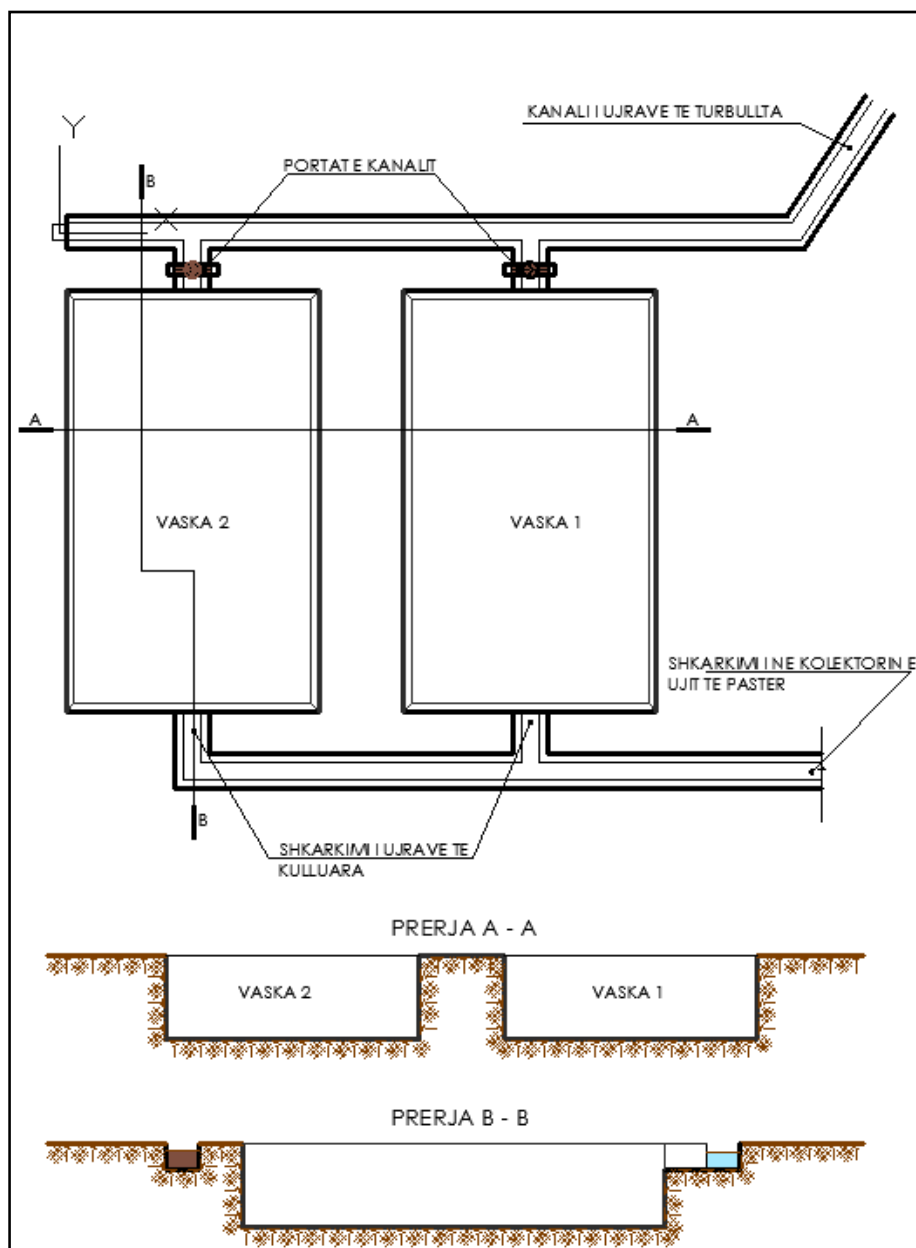 KANALI I UJRAVE TE TURBULLTA
Y
PORTAT E KANALIT
B
X
A
A
VASKA 2
VASKA 1
SHKARKIMI I NE KOLEKTORIN E
UJIT TE PASTER
B
SHKARKIMI I UJRAVE TE
KULLUARA
PRERJA A - A
VASKA 2
VASKA 1
PRERJA B - B